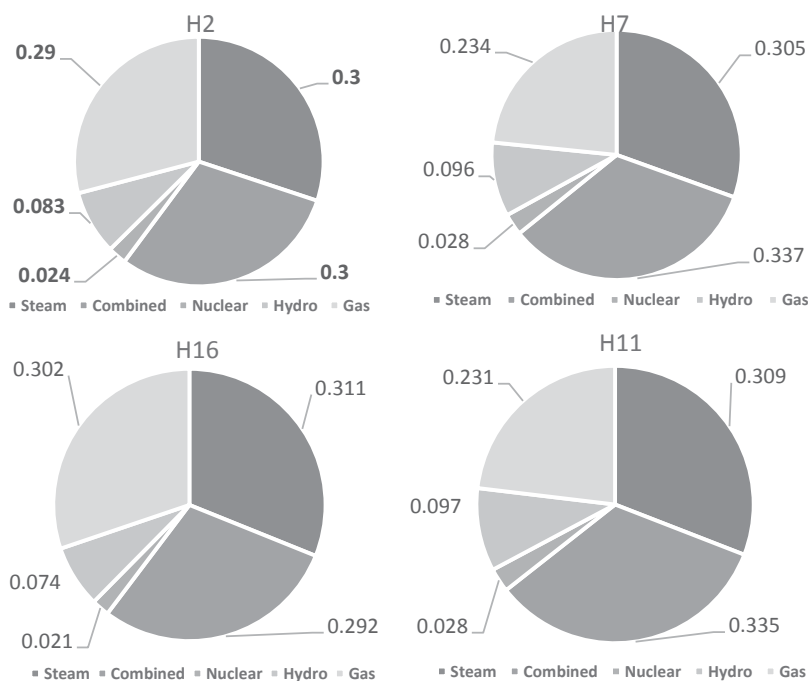 H2
0.29
0.3
0.083
0.024
0.3
Steam Combined Nuclear Hydro Gas
H7
0.234
0.305
0.096
0.028
0.337
Steam Combined Nuclear Hydro Gas
H16
0.302
0.311
0.074
0.021
0.292
Steam Combined Nuclear Hydro Gas
H11
0.231
0.309
0.097
0.028
0.335
Steam Combined Nuclear Hydro Gas